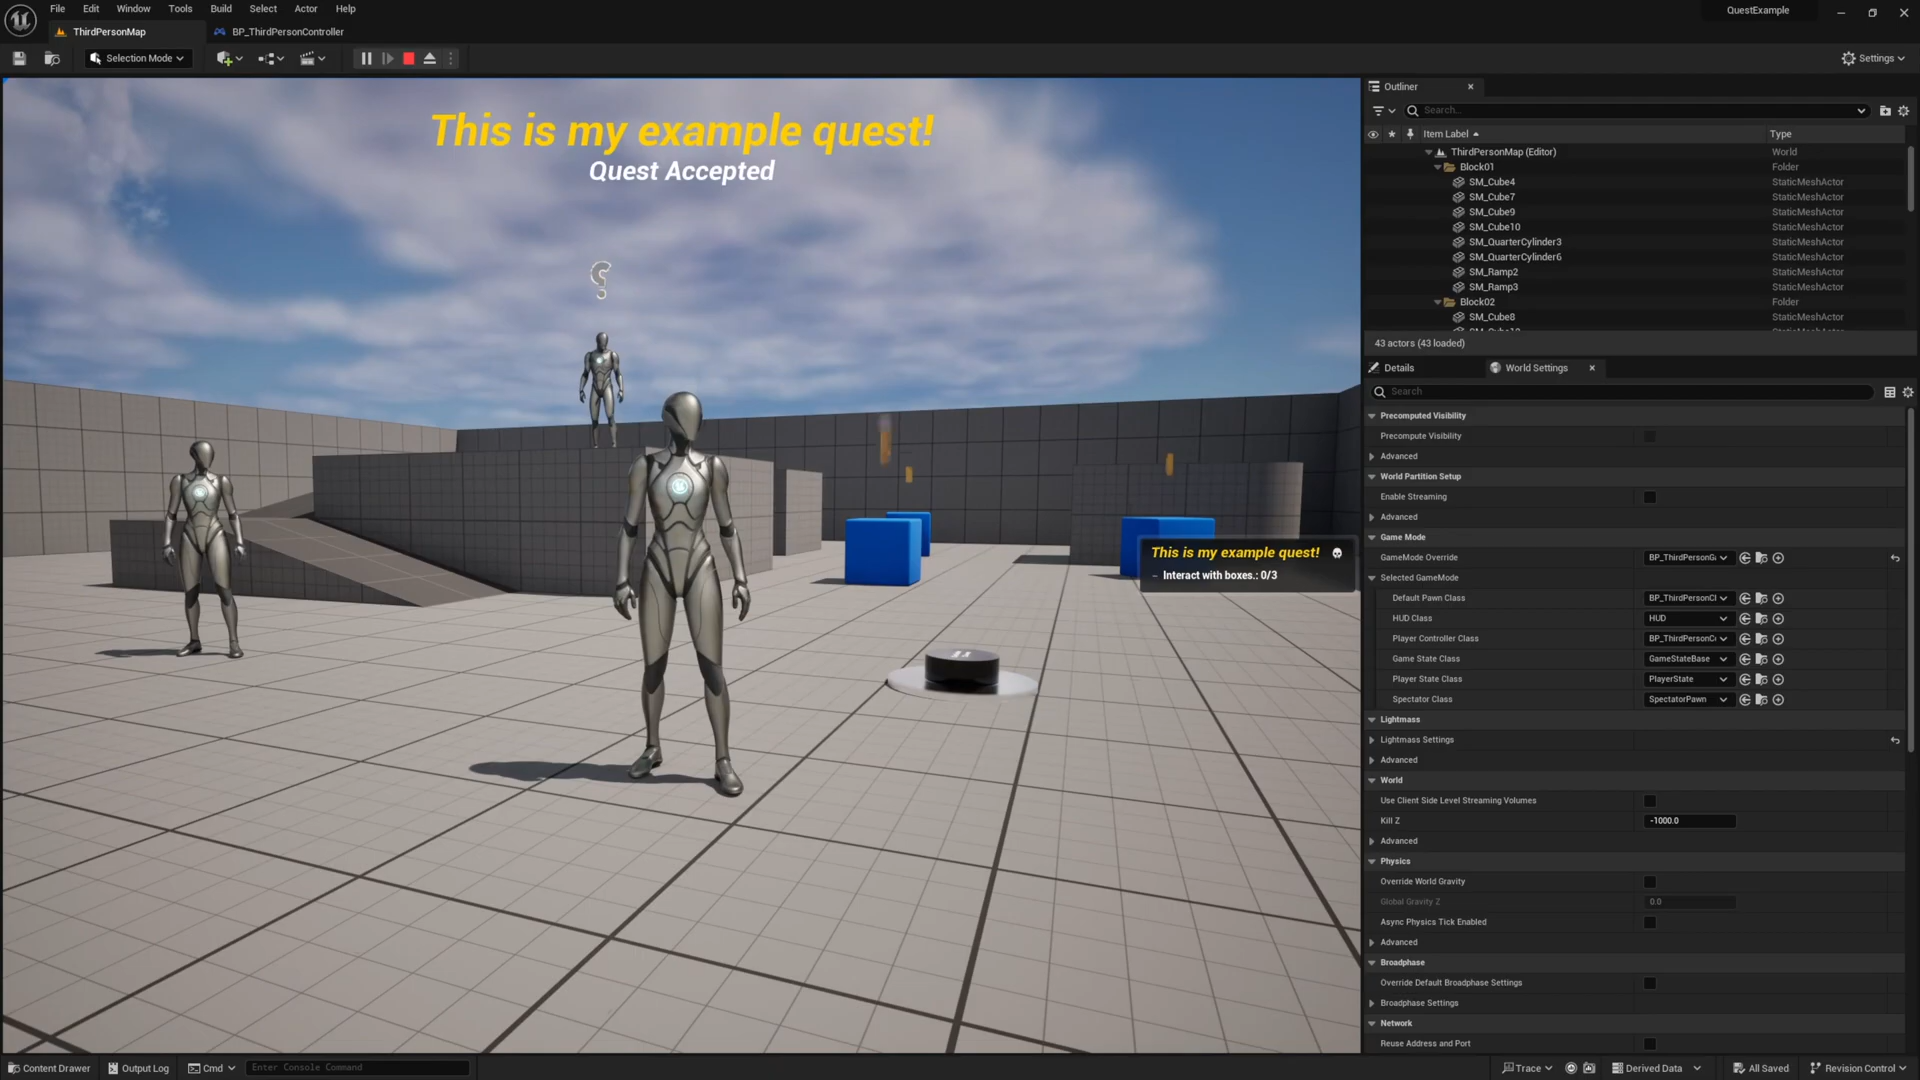 File Edit Window Tools Build Select Actor Help
QuestExample
ThirdPersonMap
BP_ThirdPersonController
Selection Mode
Settings
This is my example quest!
Quest Accepted
This is my example quest!
– Interact with boxes.: 0/3
Outliner
Search...
Item Label
Type
ThirdPersonMap (Editor) World
Block01 Folder
SM_Cube4 StaticMeshActor
SM_Cube7 StaticMeshActor
SM_Cube9 StaticMeshActor
SM_Cube10 StaticMeshActor
SM_QuarterCylinder3 StaticMeshActor
SM_QuarterCylinder6 StaticMeshActor
SM_Ramp2 StaticMeshActor
SM_Ramp3 StaticMeshActor
Block02 Folder
SM_Cube8 StaticMeshActor
43 actors (43 loaded)
Details
World Settings
Search
Precomputed Visibility
Precompute Visibility
Advanced
World Partition Setup
Enable Streaming
Advanced
Game Mode
GameMode Override BP_ThirdPersonG
Selected GameMode
Default Pawn Class BP_ThirdPersonCl
HUD Class HUD
Player Controller Class BP_ThirdPersonC
Game State Class GameStateBase
Player State Class PlayerState
Spectator Class SpectatorPawn
Lightmass
Lightmass Settings
Advanced
World
Use Client Side Level Streaming Volumes
Kill Z -1000.0
Advanced
Physics
Override World Gravity
Global Gravity Z 0.0
Async Physics Tick Enabled
Advanced
Broadphase
Override Default Broadphase Settings
Broadphase Settings
Network
Reuse Address and Port
Content Drawer
Output Log
Cmd
Enter Console Command
Trace
Derived Data
All Saved
Revision Control